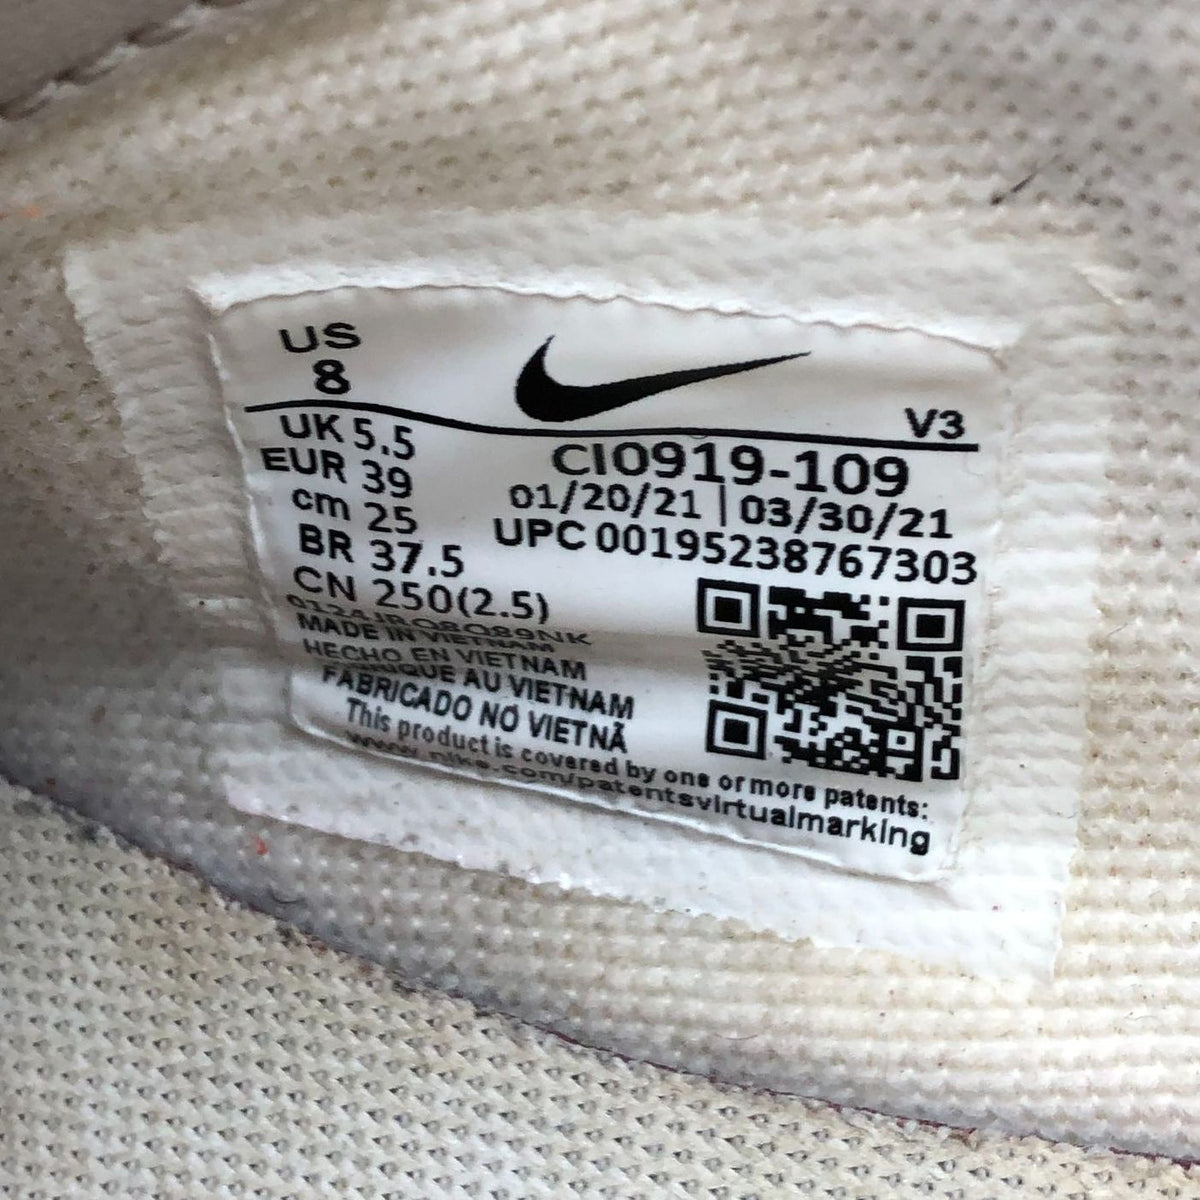 US
8
V3
UK 5.5
EUR 39
cm 25
BR 37.5
CN 250(2.5)
CI0919-109
01/20/21 | 03/30/21
UPC 00195238767303
MADE IN VIETNAM
HECHO EN VIETNAM
AU VIETNAM
FABRICADO NO VIETNÃ
This product is covered by one or more patents:
www.nike.com/patentsvirtualmarking